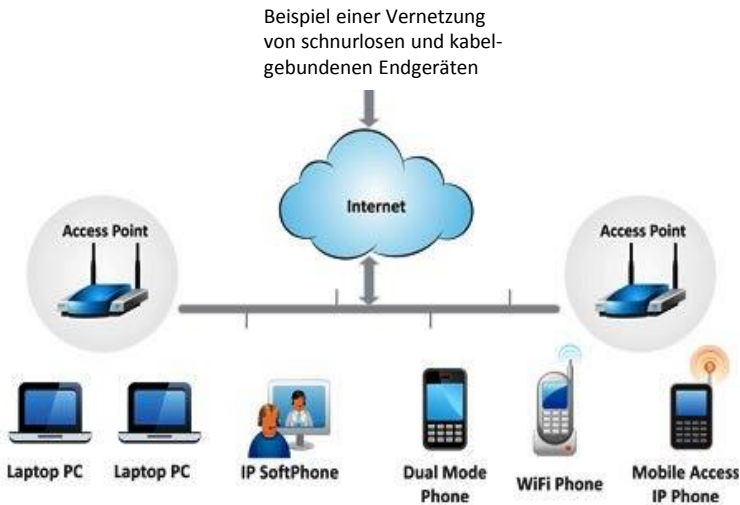 Beispiel einer Vernetzung
von schnurlosen und kabel-
gebundenen Endgeräten
Internet
Access Point
Access Point
Laptop PC
Laptop PC
IP SoftPhone
Dual Mode
Phone
WiFi Phone
Mobile Access
IP Phone